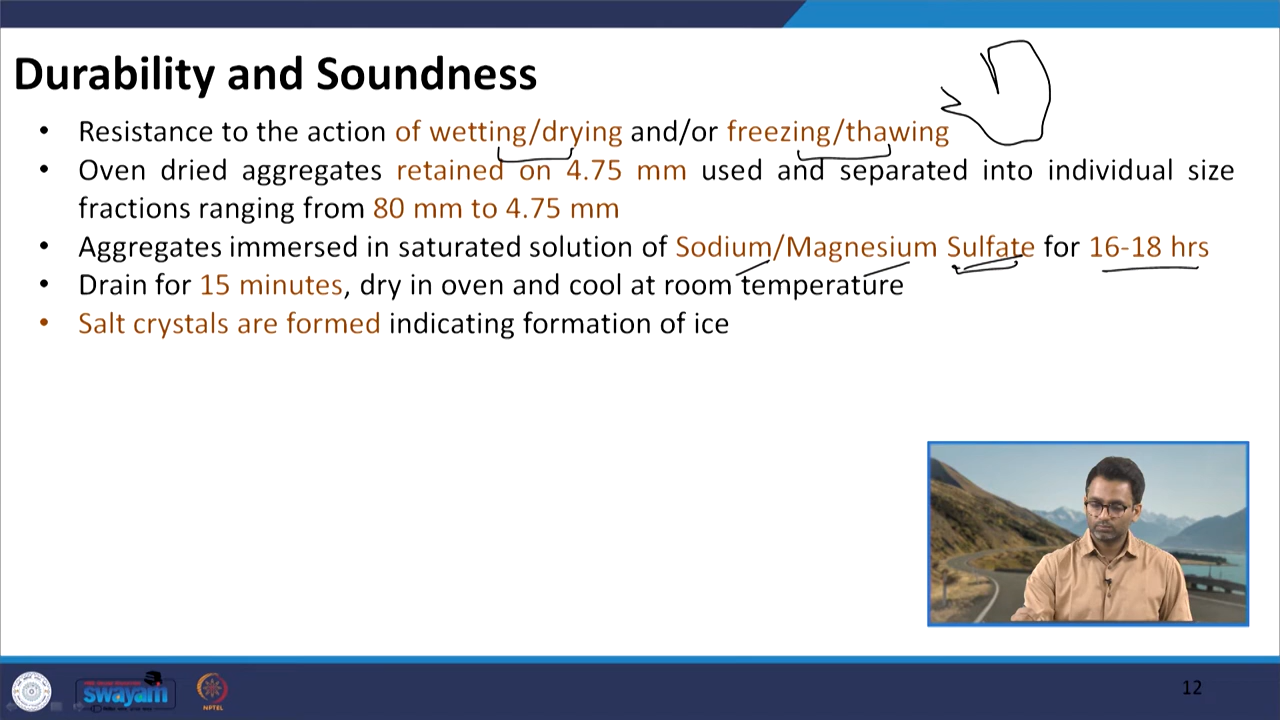 Durability and Soundness
• Resistance to the action of wetting/drying and/or freezing/thawing
• Oven dried aggregates retained on 4.75 mm used and separated into individual size
fractions ranging from 80 mm to 4.75 mm
• Aggregates immersed in saturated solution of Sodium/Magnesium Sulfate for 16-18 hrs
• Drain for 15 minutes, dry in oven and cool at room temperature
• Salt crystals are formed indicating formation of ice
swayam
NPTEL
12